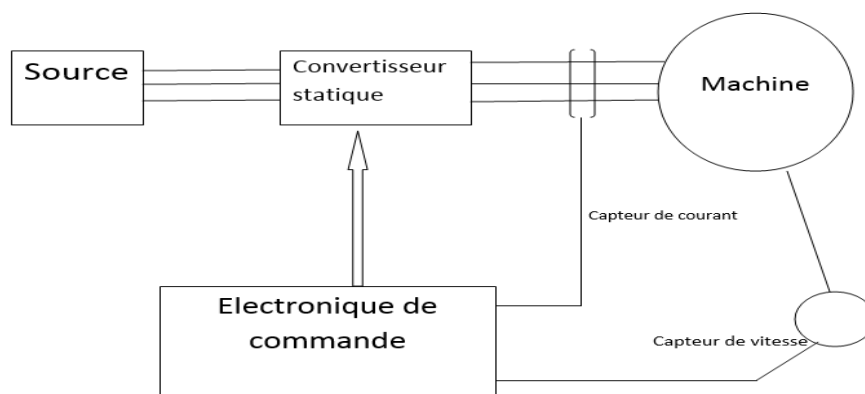 Source
Convertisseur
statique
Machine
Capteur de courant
Electronique de
commande
Capteur de vitesse